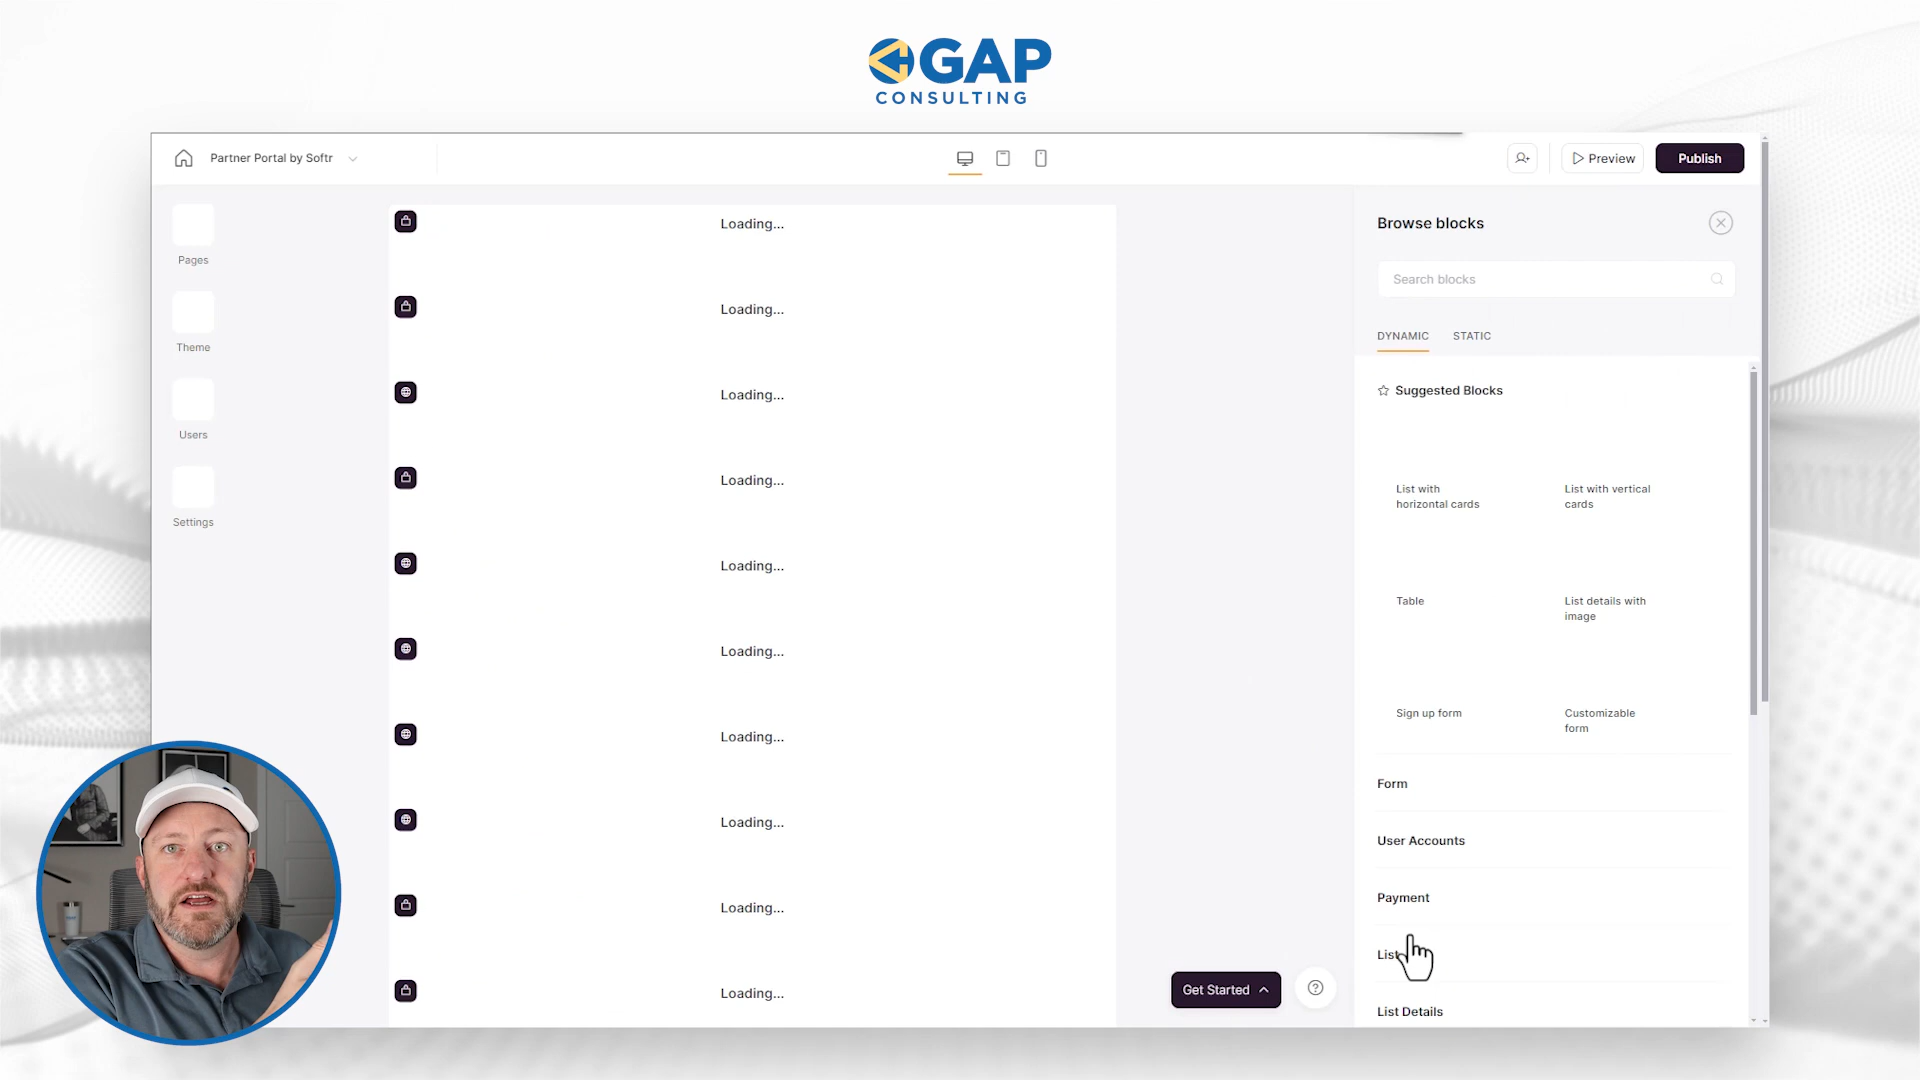 GAP
CONSULTING
Partner Portal by Softr
Preview
Publish
Pages
Theme
Users
Settings
Loading...
Loading...
Loading...
Loading...
Loading...
Loading...
Loading...
Loading...
Loading...
Loading...
Get Started
Browse blocks
Search blocks
DYNAMIC STATIC
Suggested Blocks
List with
horizontal cards
List with vertical
cards
Table
List details with
image
Sign up form
Customizable
form
Form
User Accounts
Payment
List
List Details